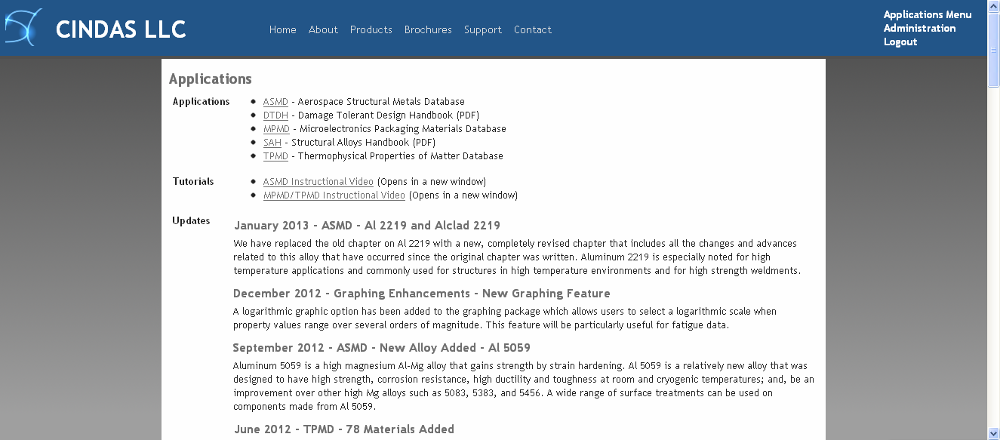 CINDAS LLC
Home About Products Brochures Support Contact
Applications Menu
Administration
Logout
Applications
Applications
ASMD - Aerospace Structural Metals Database
DTDH - Damage Tolerant Design Handbook (PDF)
MPMD - Microelectronics Packaging Materials Database
SAH - Structural Alloys Handbook (PDF)
TPMD - Thermophysical Properties of Matter Database
Tutorials
ASMD Instructional Video (Opens in a new window)
MPMD/TPMD Instructional Video (Opens in a new window)
Updates
January 2013 - ASMD - Al 2219 and Alclad 2219
We have replaced the old chapter on Al 2219 with a new, completely revised chapter that includes all the changes and advances
related to this alloy that have occurred since the original chapter was written. Aluminum 2219 is especially noted for high
temperature applications and commonly used for structures in high temperature environments and for high strength weldments.
December 2012 - Graphing Enhancements - New Graphing Feature
A logarithmic graphic option has been added to the graphing package which allows users to select a logarithmic scale when
property values range over several orders of magnitude. This feature will be particularly useful for fatigue data.
September 2012 - ASMD - New Alloy Added - Al 5059
Aluminum 5059 is a high magnesium Al-Mg alloy that gains strength by strain hardening. Al 5059 is a relatively new alloy that was
designed to have high strength, corrosion resistance, high ductility and toughness at room and cryogenic temperatures; and, be an
improvement over other high Mg alloys such as 5083, 5383, and 5456. A wide range of surface treatments can be used on
components made from Al 5059.
June 2012 - TPMD - 78 Materials Added